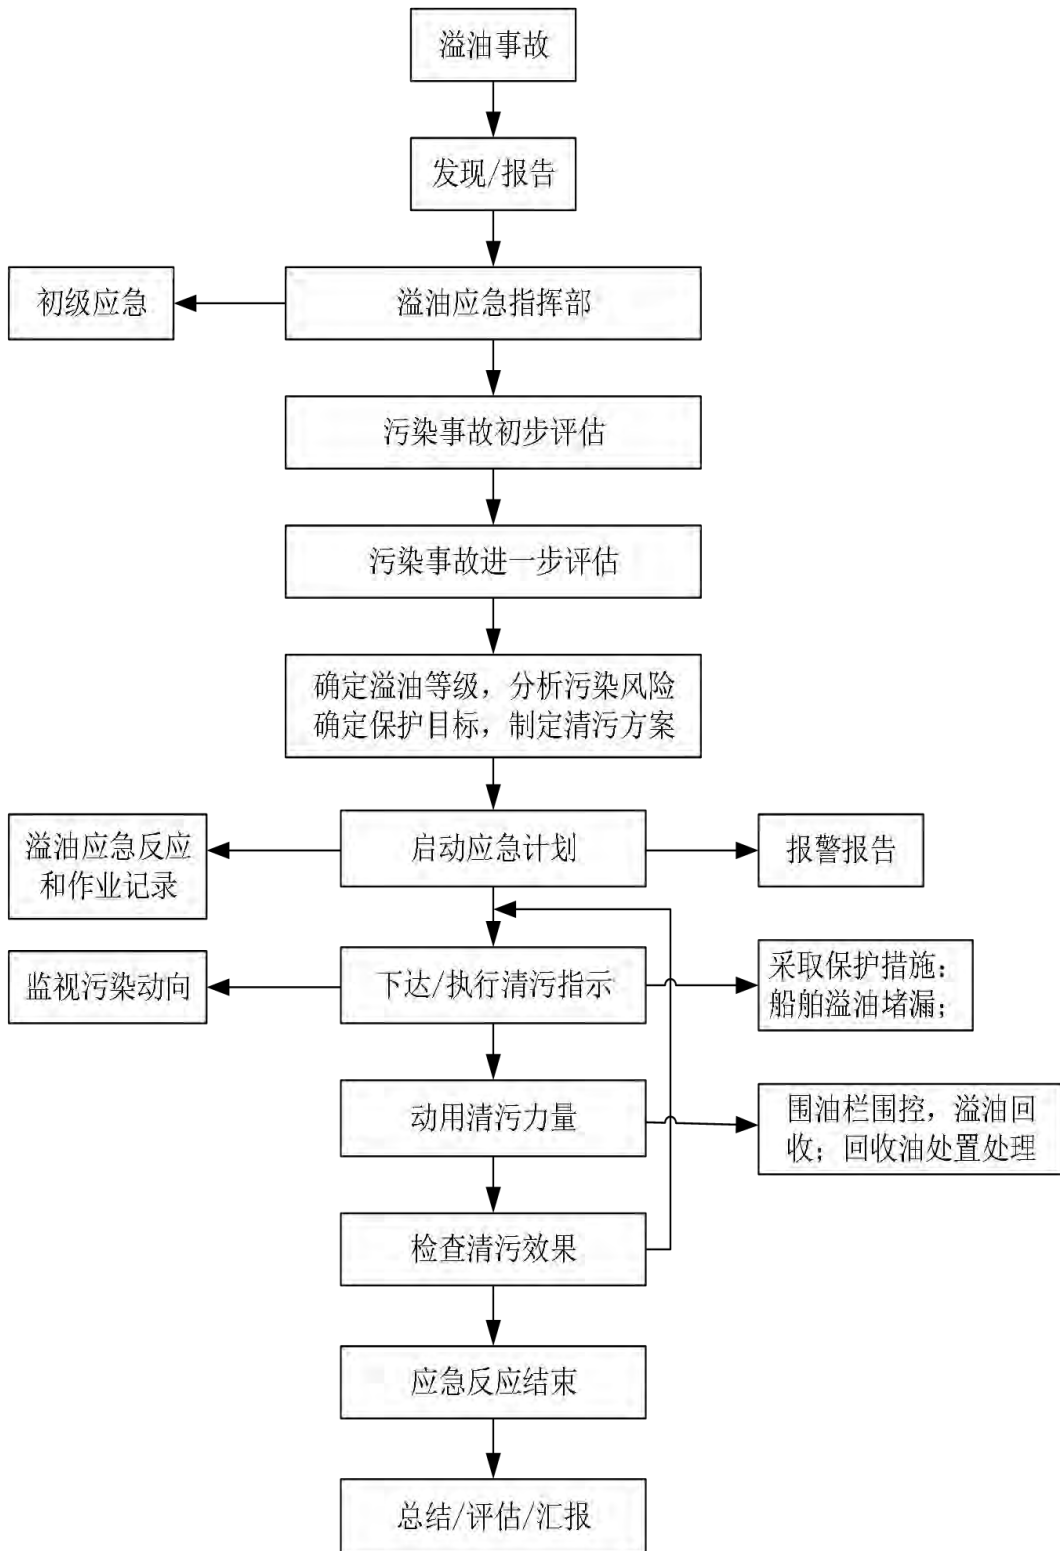 溢油事故
发现/报告
初级应急
溢油应急指挥部
污染事故初步评估
污染事故进一步评估
确定溢油等级，分析污染风险
确定保护目标，制定清污方案
溢油应急反应
和作业记录
启动应急计划
报警报告
监视污染动向
下达/执行清污指示
采取保护措施：
船舶溢油堵漏；
动用清污力量
围油栏围控，溢油回
收；回收油处置处理
检查清污效果
应急反应结束
总结/评估/汇报